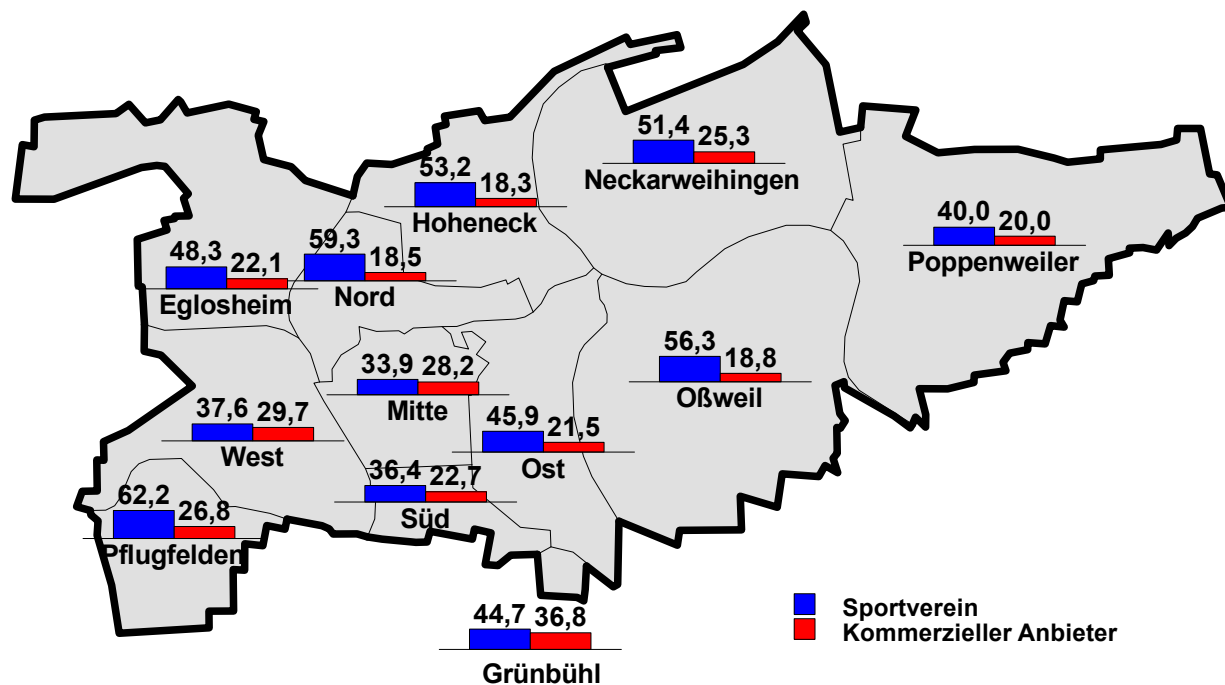 51,4 25,3
Neckarweihingen
53,2 18,3
Hoheneck
40,0 20,0
Poppenweiler
59,3 18,5
Nord
48,3 22,1
Eglosheim
56,3 18,8
Oßweil
33,9 28,2
Mitte
37,6 29,7
West
45,9 21,5
Ost
36,4 22,7
Süd
62,2 26,8
Pflugfelden
44,7 36,8
Grünbühl
Sportverein
Kommerzieller Anbieter